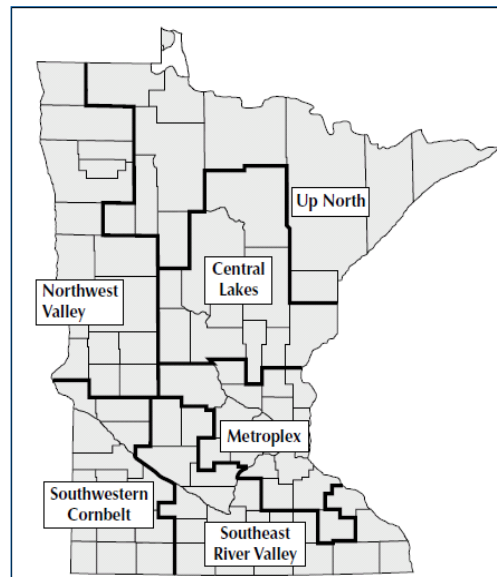 Up North
Central
Lakes
Northwest
Valley
Metroplex
Southwestern
Cornbelt
Southeast
River Valley